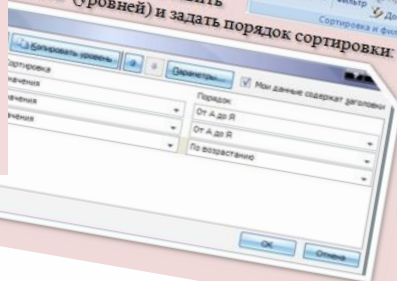 (уровней) и задать порядок сортировки:
Сортировка и фил
Копировать уровень Параметры... Мои данные содержат заголовки
Сортировка Порядок
значения От А до Я
значения От А до Я
значения По возрастанию
ОК Отмена